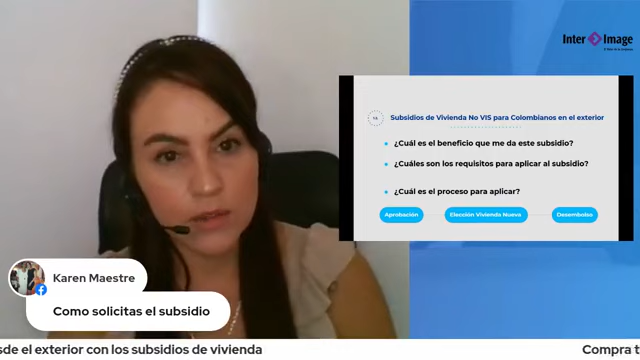 Inter Image
Subsidios de Vivienda No VIS para Colombianos en el exterior
¿Cuál es el beneficio que me da este subsidio?
¿Cuáles son los requisitos para aplicar al subsidio?
¿Cuál es el proceso para aplicar?
Aprobación
Elección Vivienda Nueva
Desembolso
Karen Maestre
Como solicitas el subsidio
sde el exterior con los subsidios de vivienda
Compra t